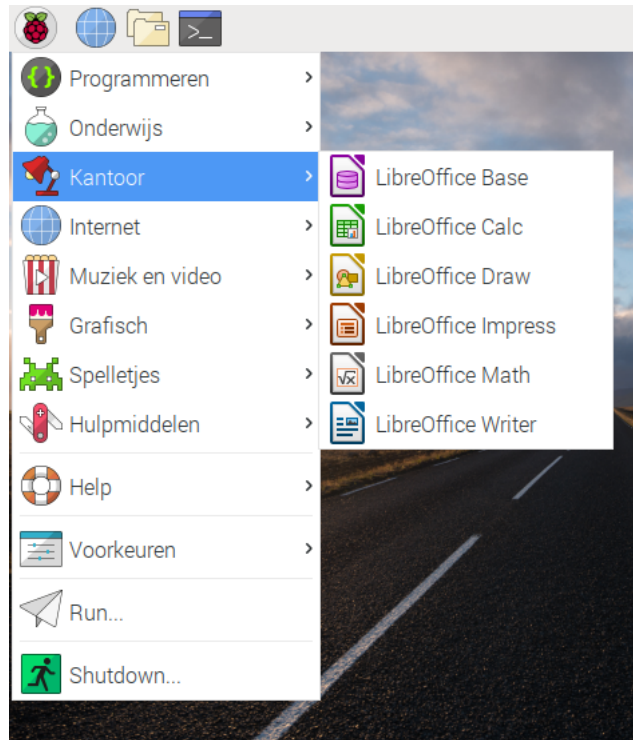 Programmeren
Onderwijs
Kantoor
Internet
Muziek en video
Grafisch
Spelletjes
Hulpmiddelen
Help
Voorkeuren
Run...
Shutdown...
LibreOffice Base
LibreOffice Calc
LibreOffice Draw
LibreOffice Impress
LibreOffice Math
LibreOffice Writer